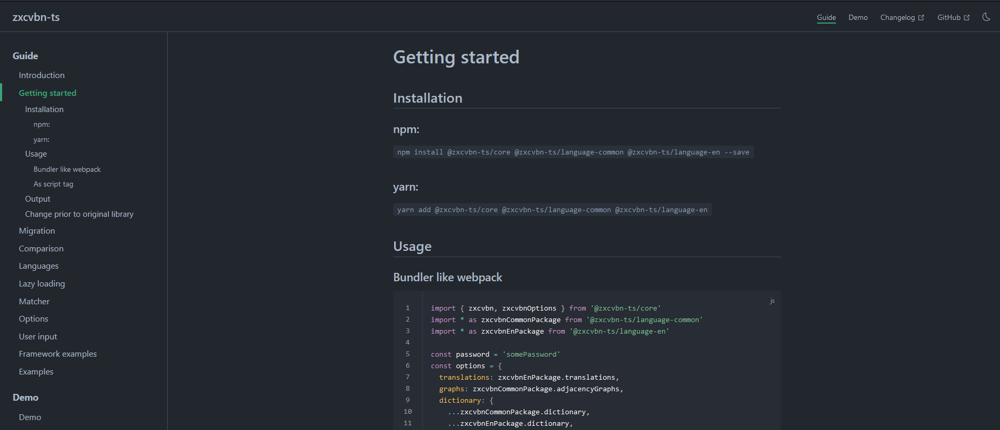 zxcvbn-ts
Guide Demo Changelog GitHub
Guide
Introduction
Getting started
Installation
npm:
yarn:
Usage
Bundler like webpack
As script tag
Output
Change prior to original library
Migration
Comparison
Languages
Lazy loading
Matcher
Options
User input
Framework examples
Examples
Demo
Demo
Getting started
Installation
npm:
npm install @zxcvbn-ts/core @zxcvbn-ts/language-common @zxcvbn-ts/language-en --save
yarn:
yarn add @zxcvbn-ts/core @zxcvbn-ts/language-common @zxcvbn-ts/language-en
Usage
Bundler like webpack
js
1 import { zxcvbn, zxcvbnOptions } from '@zxcvbn-ts/core'
2 import * as zxcvbnCommonPackage from '@zxcvbn-ts/language-common'
3 import * as zxcvbnEnPackage from '@zxcvbn-ts/language-en'
4
5 const password = 'somePassword'
6 const options = {
7   translations: zxcvbnEnPackage.translations,
8   graphs: zxcvbnCommonPackage.adjacencyGraphs,
9   dictionary: {
10     ...zxcvbnCommonPackage.dictionary,
11     ...zxcvbnEnPackage.dictionary,